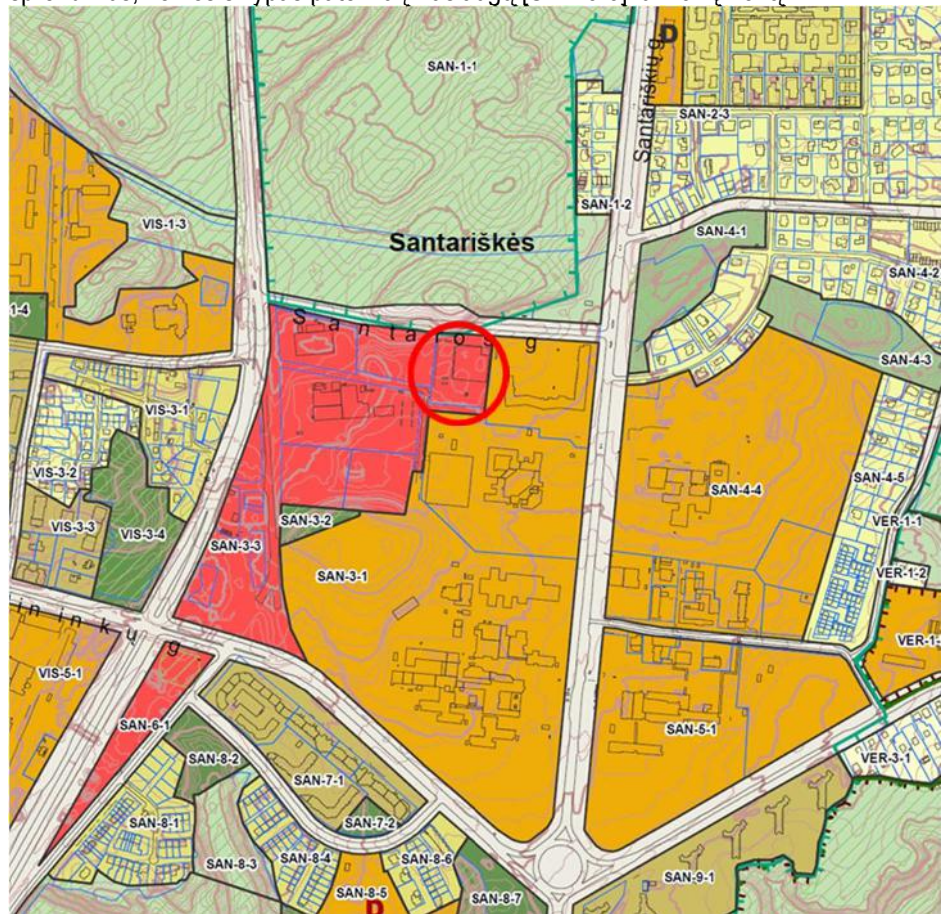 D
SAN-1-1
Santariškių g.
SAN-2-3
SAN-1-2
VIS-1-3
SAN-4-1
Santariškės
SAN-4-2
1-4
Santaros g
SAN-4-3
VIS-3-1
VIS-3-2
SAN-4-4
SAN-4-5
VIS-3-3
VIS-3-4
SAN-3-2
VER-1-1
SAN-3-3
SAN-3-1
VER-1-2
ininkų g.
VER-1-
VIS-5-1
SAN-6-1
SAN-5-1
SAN-8-2
SAN-7-1
VER-3-1
SAN-8-1
SAN-7-2
SAN-8-3
SAN-8-4
SAN-8-6
SAN-9-1
SAN-8-5
SAN-8-7
D